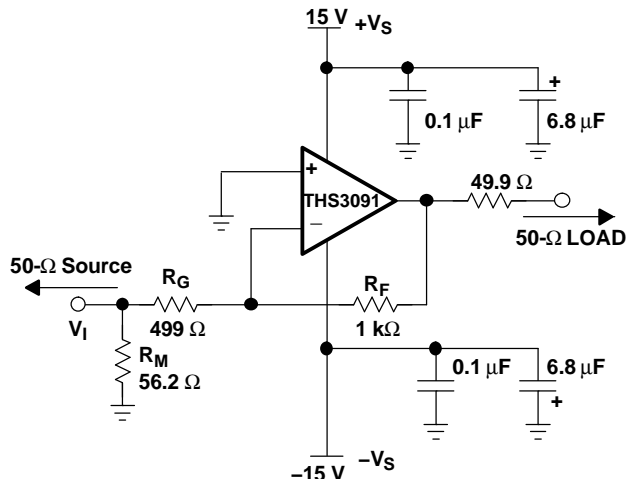 15 V
+VS
+
0.1 μF
6.8 μF
+
THS3091
−
49.9 Ω
50-Ω LOAD
50-Ω Source
RG
RF
VI
499 Ω
1 kΩ
RM
56.2 Ω
0.1 μF
6.8 μF
+
−VS
−15 V